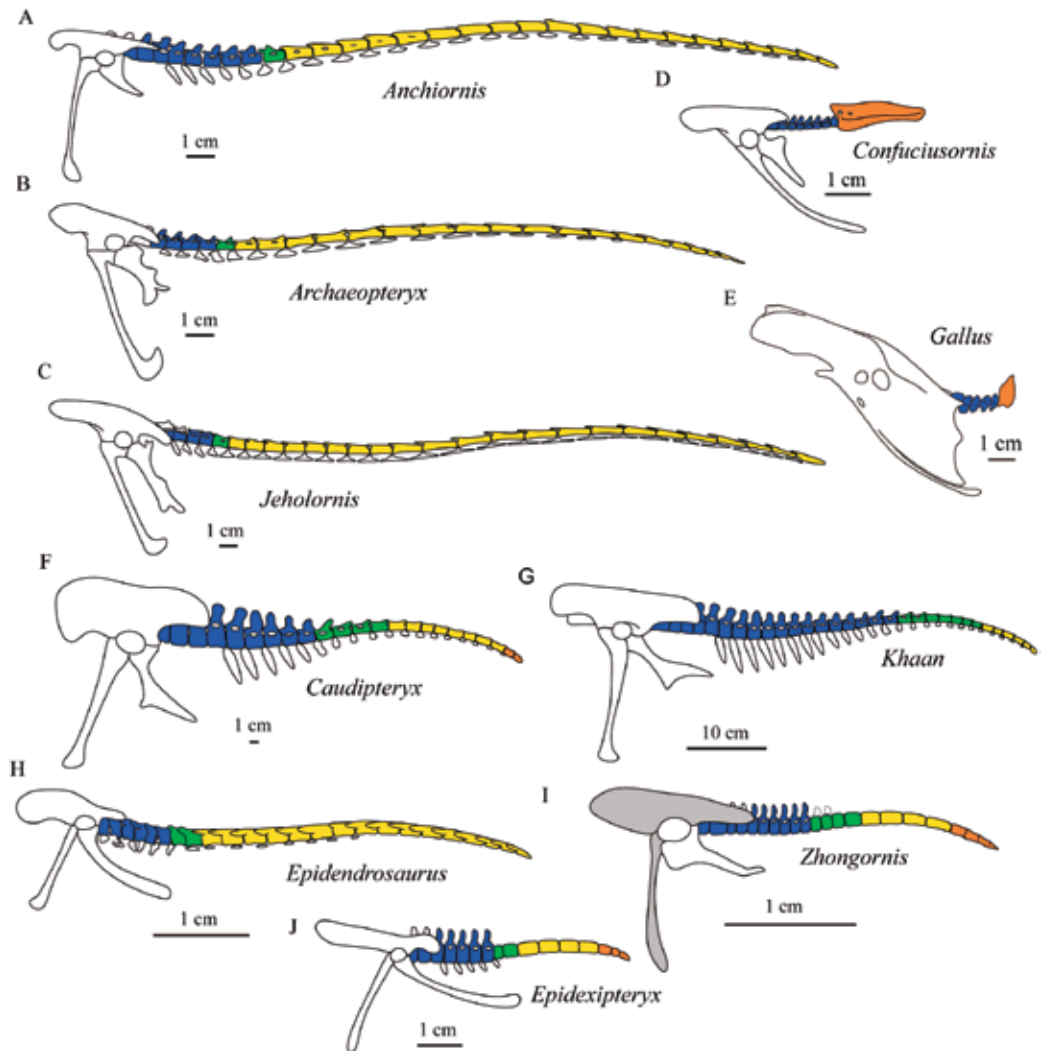 A
Anchiornis
1 cm
D
Confuciusornis
1 cm
B
Archaeopteryx
1 cm
E
Gallus
1 cm
C
Jeholornis
1 cm
F
Caudipteryx
1 cm
G
Khaan
10 cm
H
Epidendrosaurus
1 cm
I
Zhongornis
1 cm
J
Epidexipteryx
1 cm